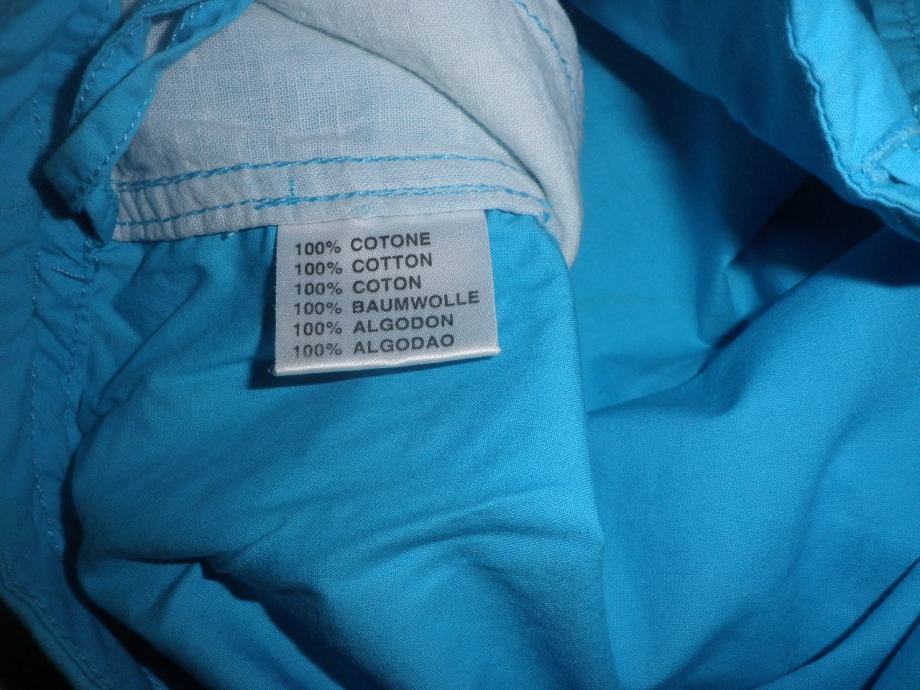 100% COTONE
100% COTTON
100% COTON
100% BAUMWOLLE
100% ALGODON
100% ALGODAO